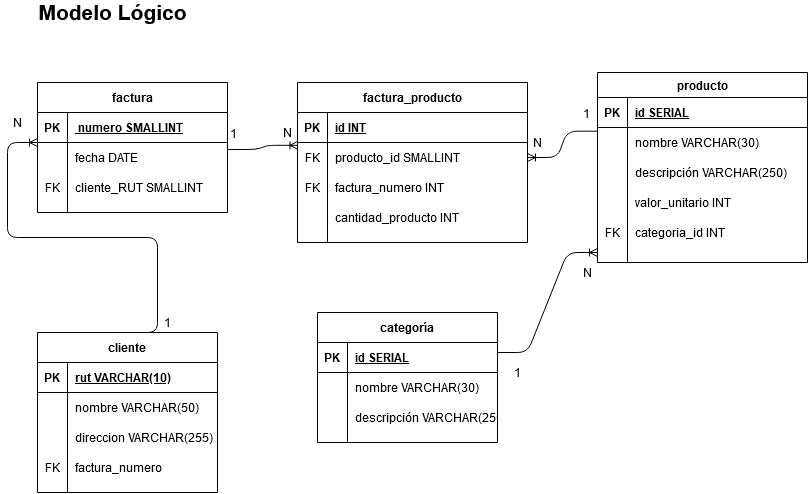 Modelo Lógico
factura
PK numero SMALLINT
fecha DATE
FK cliente_RUT SMALLINT
N
1
N
factura_producto
PK id INT
FK producto_id SMALLINT
FK factura_numero INT
cantidad_producto INT
N
1
producto
PK id SERIAL
nombre VARCHAR(30)
descripción VARCHAR(250)
valor_unitario INT
FK categoria_id INT
N
1
cliente
PK rut VARCHAR(10)
nombre VARCHAR(50)
direccion VARCHAR(255)
FK factura_numero
categoría
PK id SERIAL
nombre VARCHAR(30)
descripción VARCHAR(25
1